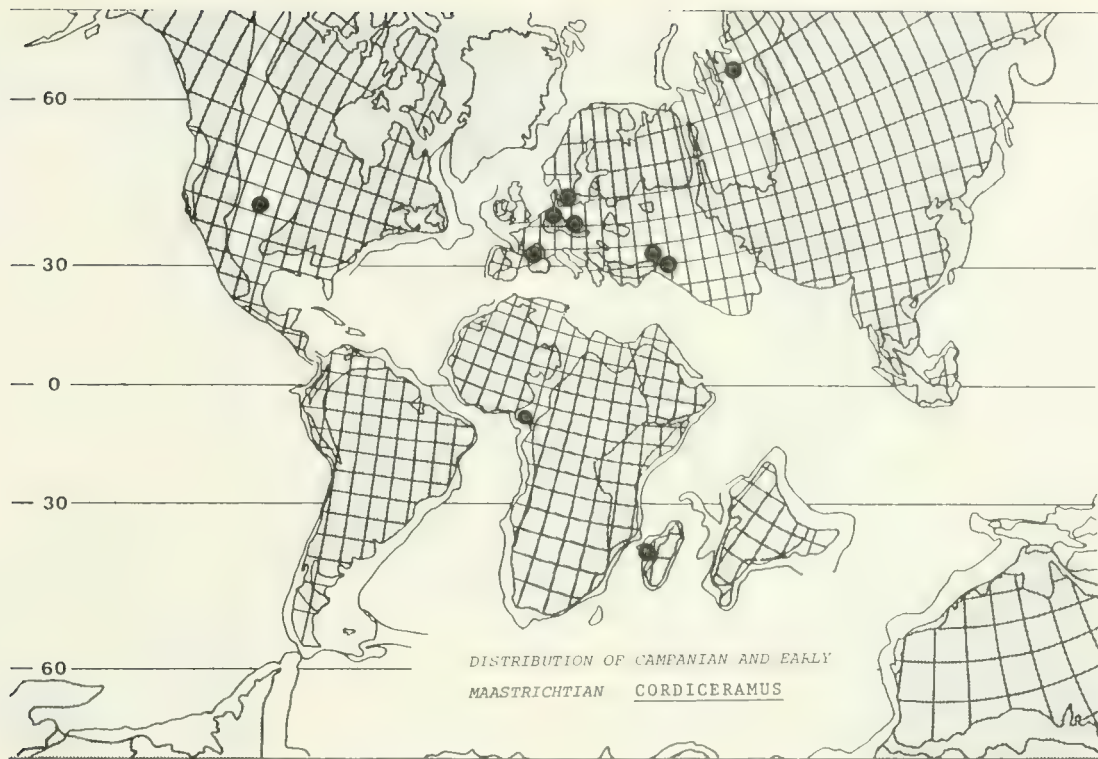 60
30
0
30
60
DISTRIBUTION OF CAMPANIAN AND EARLY
MAASTRICHTIAN CORDICERAMUS